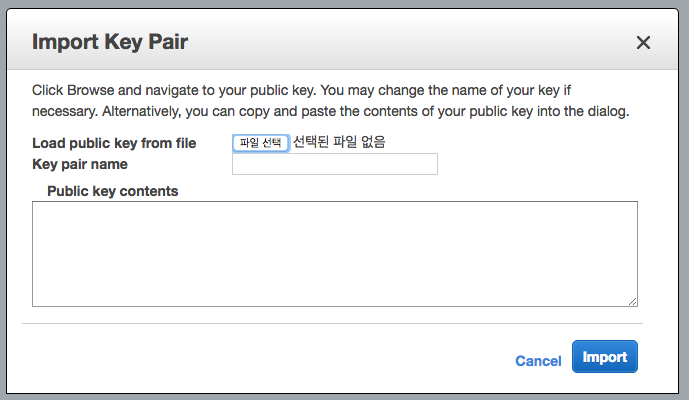 Import Key Pair
Click Browse and navigate to your public key. You may change the name of your key if
necessary. Alternatively, you can copy and paste the contents of your public key into the dialog.
Load public key from file 파일 선택 선택된 파일 없음
Key pair name
Public key contents
Cancel Import